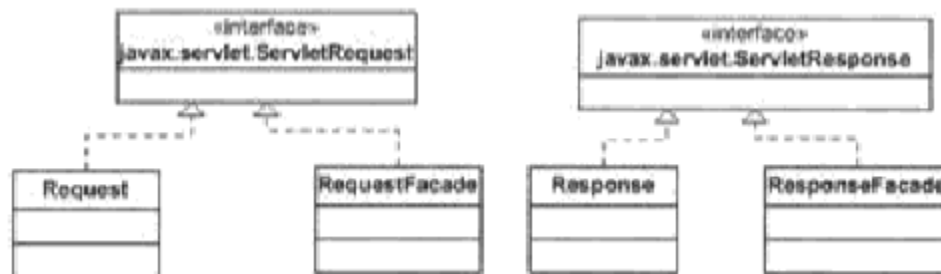 «interface»
javax.servlet.ServletRequest
«interface»
javax.servlet.ServletResponse
Request
RequestFacade
Response
ResponseFacade